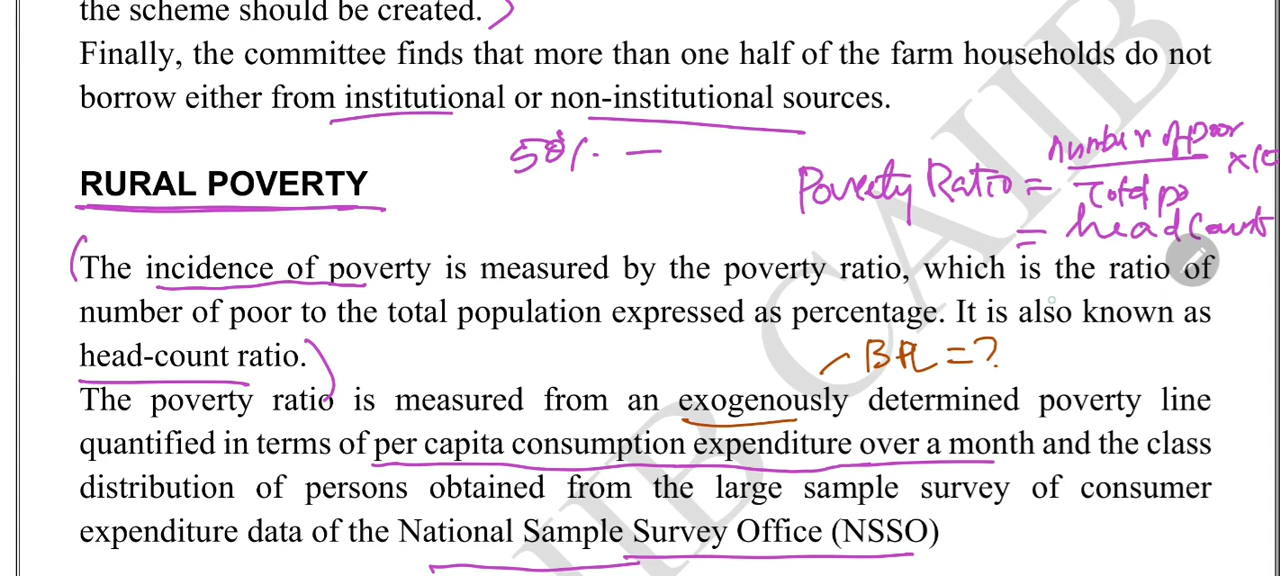 the scheme should be created.
Finally, the committee finds that more than one half of the farm households do not
borrow either from institutional or non-institutional sources.
50%. —
RURAL POVERTY
Poverty Ratio = number of poor
Total po
= head count
The incidence of poverty is measured by the poverty ratio, which is the ratio of
number of poor to the total population expressed as percentage. It is also known as
head-count ratio.
BPL = ?
The poverty ratio is measured from an exogenously determined poverty line
quantified in terms of per capita consumption expenditure over a month and the class
distribution of persons obtained from the large sample survey of consumer
expenditure data of the National Sample Survey Office (NSSO)